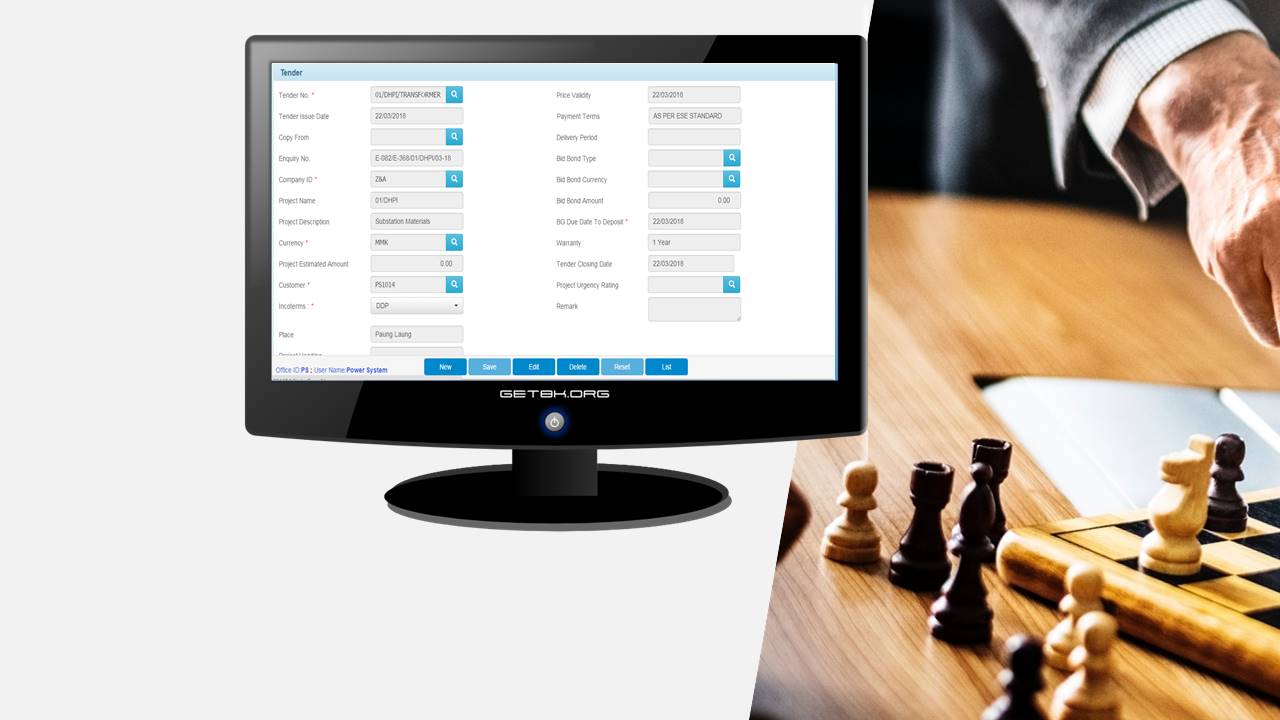 Tender
Tender No. * 01/DHPI/TRANSFORMER
Tender Issue Date 22/03/2018
Copy From
Enquiry No. E-082/E-368/01/DHPI/03-18
Company ID * Z&A
Project Name 01/DHPI
Project Description Substation Materials
Currency * MMK
Project Estimated Amount 0.00
Customer * PS1014
Incoterms : * DDP
Place Paung Laung
Price Validity 22/03/2018
Payment Terms AS PER ESE STANDARD
Delivery Period
Bid Bond Type
Bid Bond Currency
Bid Bond Amount 0.00
BG Due Date To Deposit * 22/03/2018
Warranty 1 Year
Tender Closing Date 22/03/2018
Project Urgency Rating
Remark
Office ID:PS ; User Name:Power System
New Save Edit Delete Reset List
GET8K.ORG